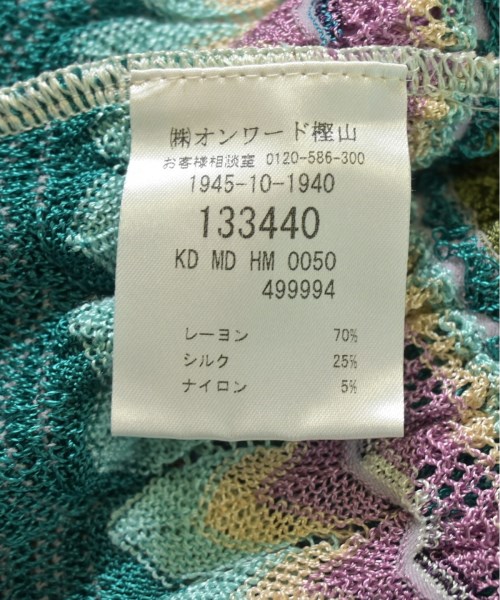 ㈱オンワード樫山
お客様相談室 0120-586-300
1945-10-1940
133440
KD MD HM 0050
499994
レーヨン 70%
シルク 25%
ナイロン 5%